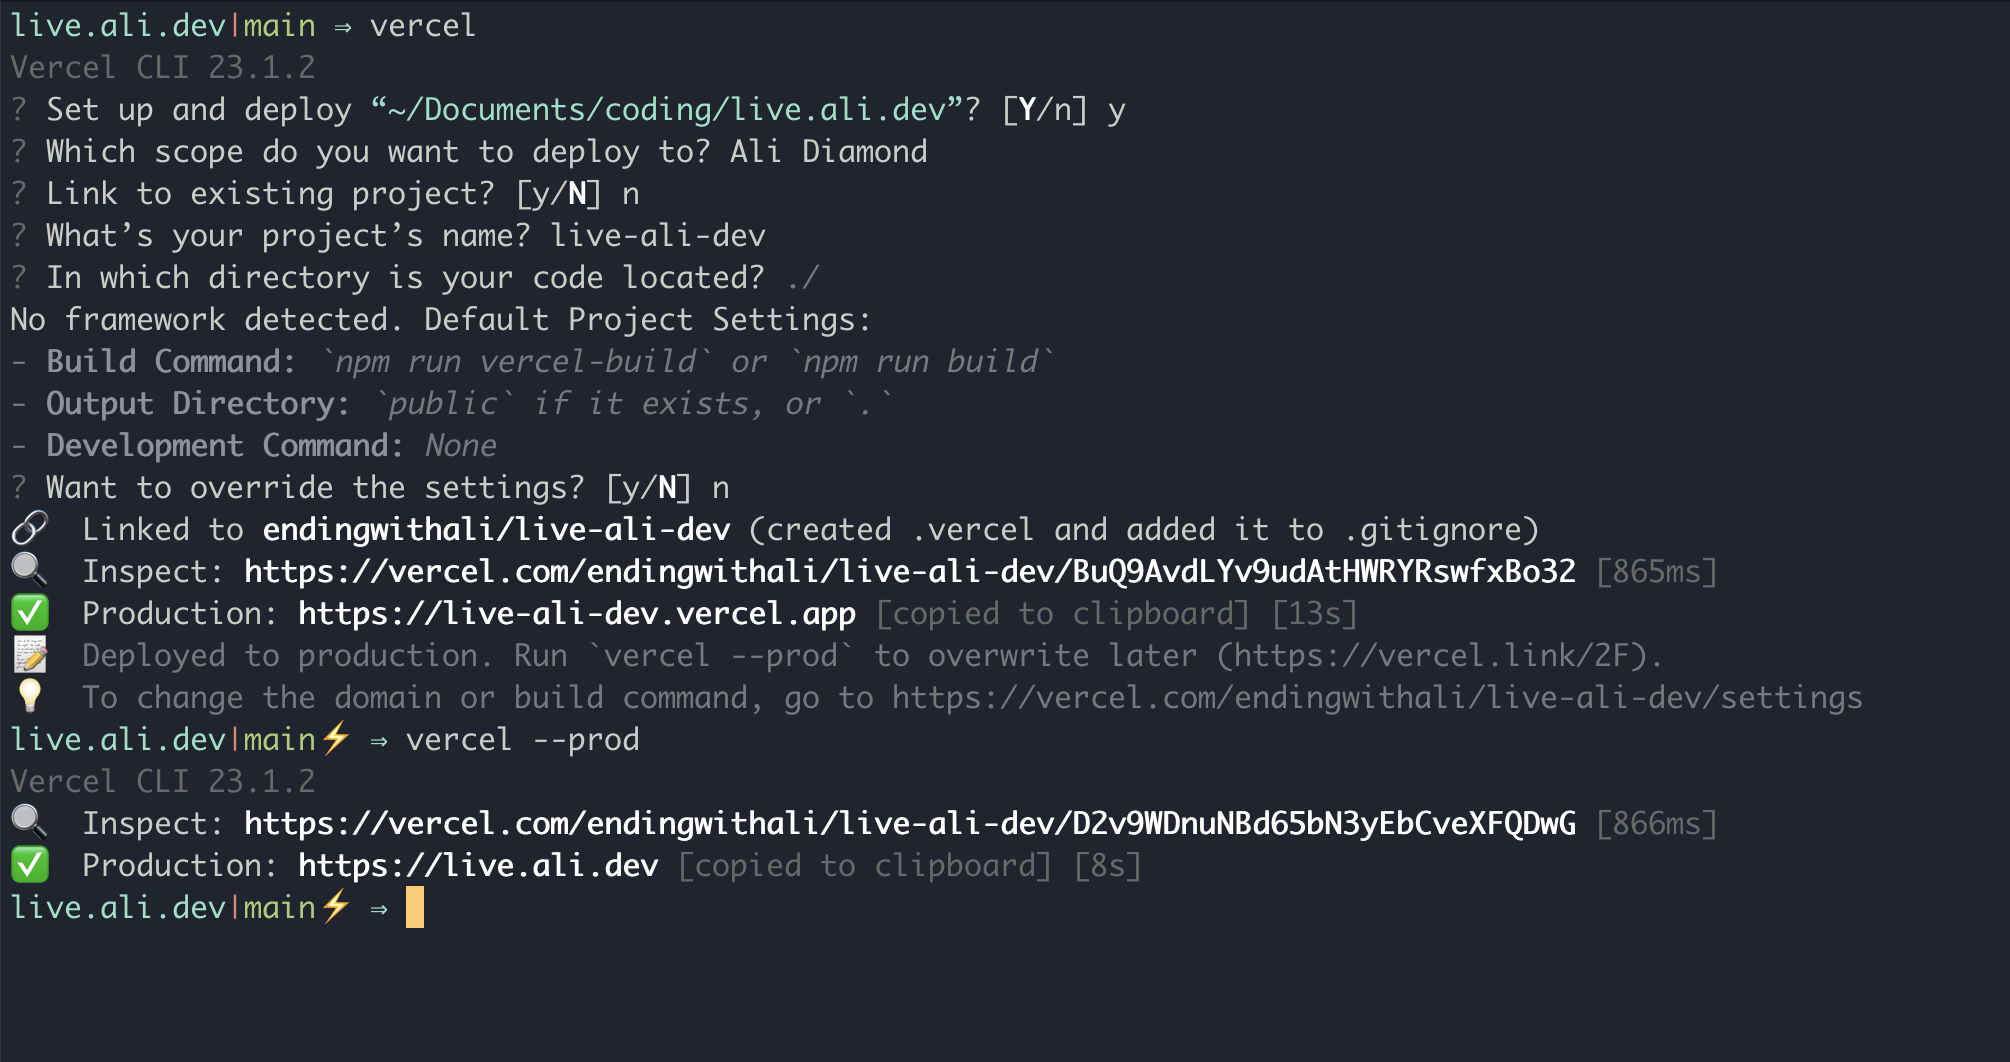 live.ali.dev|main ⇒ vercel
Vercel CLI 23.1.2
? Set up and deploy “~/Documents/coding/live.ali.dev”? [Y/n] y
? Which scope do you want to deploy to? Ali Diamond
? Link to existing project? [y/N] n
? What’s your project’s name? live-ali-dev
? In which directory is your code located? ./
No framework detected. Default Project Settings:
- Build Command: `npm run vercel-build` or `npm run build`
- Output Directory: `public` if it exists, or `.`
- Development Command: None
? Want to override the settings? [y/N] n
🔗 Linked to endingwithali/live-ali-dev (created .vercel and added it to .gitignore)
🔍 Inspect: https://vercel.com/endingwithali/live-ali-dev/BuQ9AvdLYv9udAtHWRYRswfxBo32 [865ms]
✅ Production: https://live-ali-dev.vercel.app [copied to clipboard] [13s]
📝 Deployed to production. Run `vercel --prod` to overwrite later (https://vercel.link/2F).
💡 To change the domain or build command, go to https://vercel.com/endingwithali/live-ali-dev/settings
live.ali.dev|main⚡ ⇒ vercel --prod
Vercel CLI 23.1.2
🔍 Inspect: https://vercel.com/endingwithali/live-ali-dev/D2v9WDnuNBd65bN3yEbCveXFQDwG [866ms]
✅ Production: https://live.ali.dev [copied to clipboard] [8s]
live.ali.dev|main⚡ ⇒